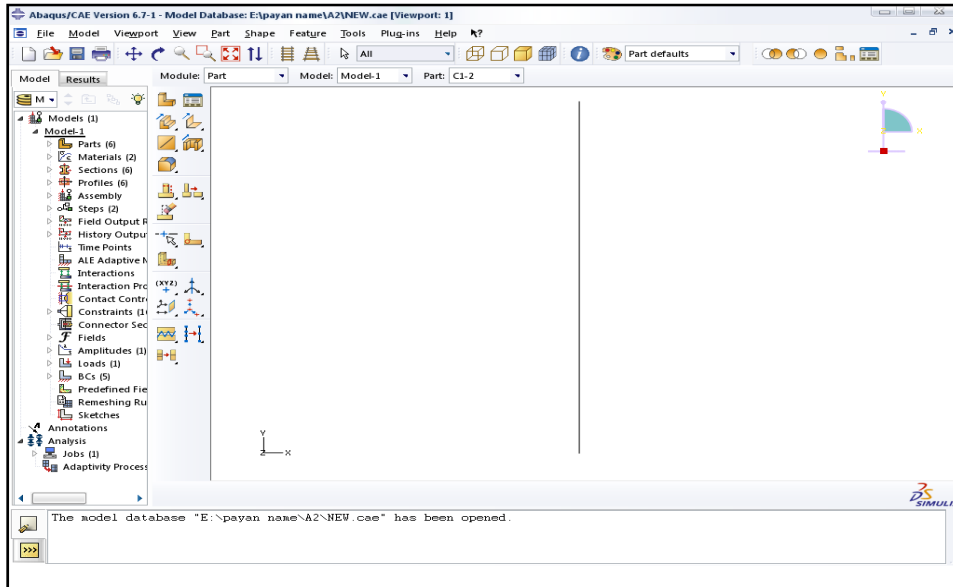 Abaqus/CAE Version 6.7-1 - Model Database: E:\payan name\A2\NEW.cae [Viewport: 1]
File Model Viewport View Part Shape Feature Tools Plug-ins Help
All Part defaults
Model Results
Module: Part Model: Model-1 Part: C1-2
M
Models (1)
Model-1
Parts (6)
Materials (2)
Sections (6)
Profiles (6)
Assembly
Steps (2)
Field Output R
History Output
Time Points
ALE Adaptive N
Interactions
Interaction Pro
Contact Contr
Constraints (1
Connector Sec
Fields
Amplitudes (1)
Loads (1)
BCs (5)
Predefined Fie
Remeshing Ru
Sketches
Annotations
Analysis
Jobs (1)
Adaptivity Process
(XYZ)
Y
X
Y
Z X
SIMULI
The model database "E:\payan name\A2\NEW.cae" has been opened.
>>>